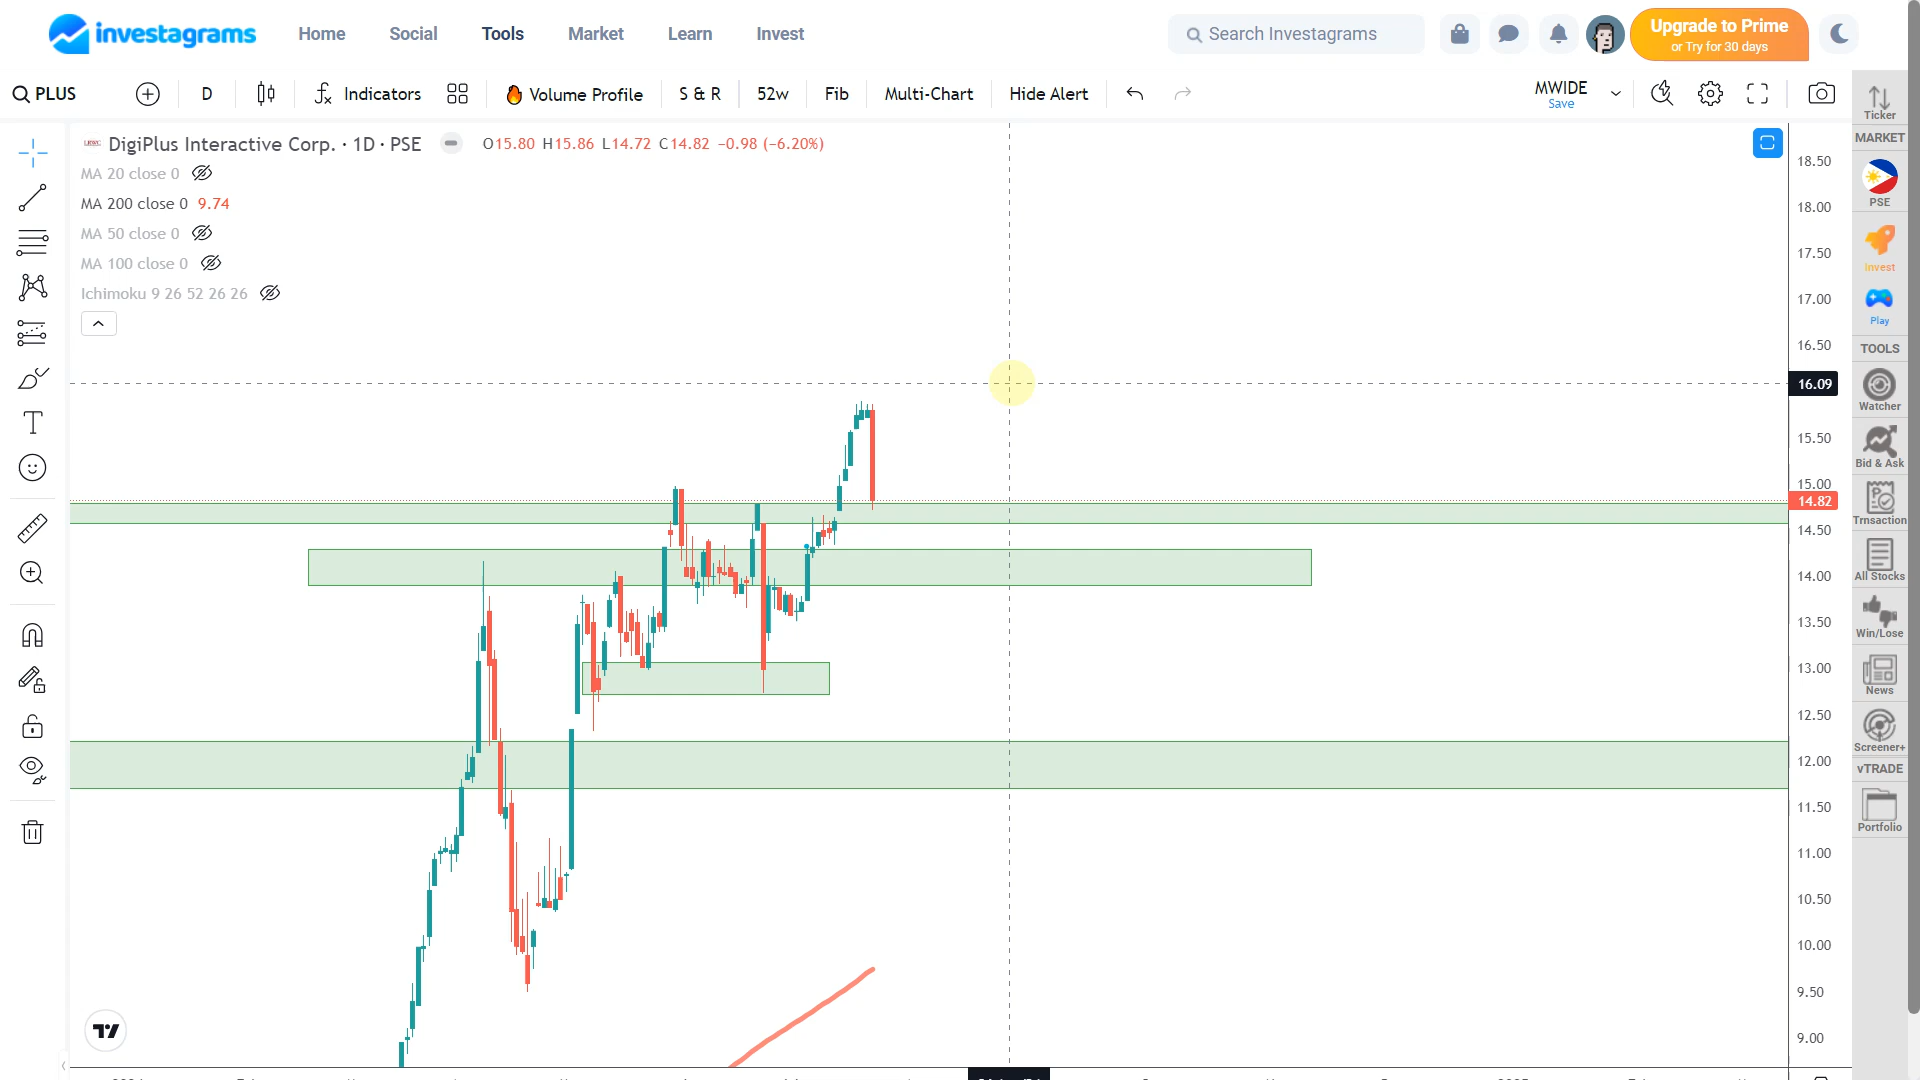 investagrams
Home
Social
Tools
Market
Learn
Invest
Search Investagrams
Upgrade to Prime
or Try for 30 days
PLUS
D
Indicators
Volume Profile
S & R
52w
Fib
Multi-Chart
Hide Alert
MWIDE
Save
DigiPlus Interactive Corp. · 1D · PSE
O15.80 H15.86 L14.72 C14.82 −0.98 (−6.20%)
MA 20 close 0
MA 200 close 0 9.74
MA 50 close 0
MA 100 close 0
Ichimoku 9 26 52 26 26
18.50
18.00
17.50
17.00
16.50
16.09
15.50
15.00
14.82
14.50
14.00
13.50
13.00
12.50
12.00
11.50
11.00
10.50
10.00
9.50
9.00
Ticker
MARKET
PSE
Invest
Play
TOOLS
Watcher
Bid & Ask
Trnsaction
All Stocks
Win/Lose
News
Screener+
vTRADE
Portfolio